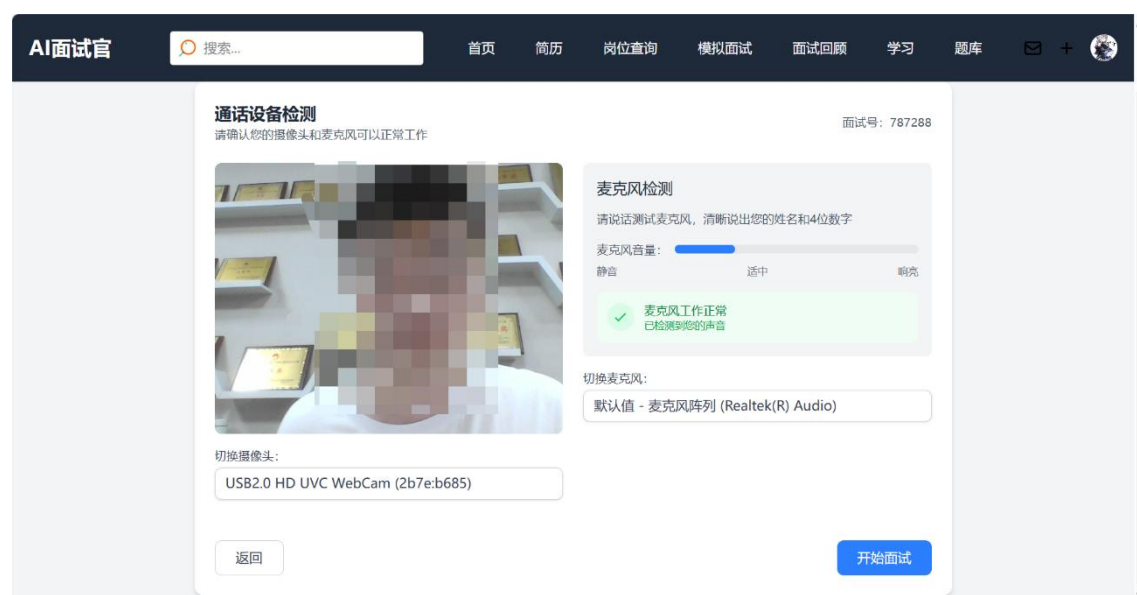 AI面试官
搜索...
首页 简历 岗位查询 模拟面试 面试回顾 学习 题库
通话设备检测
请确认您的摄像头和麦克风可以正常工作
面试号：787288
麦克风检测
请说话测试麦克风，清晰说出您的姓名和4位数字
麦克风音量：
静音 适中 响亮
麦克风工作正常
已检测到您的声音
切换麦克风：
默认值 - 麦克风阵列 (Realtek(R) Audio)
切换摄像头：
USB2.0 HD UVC WebCam (2b7e:b685)
返回
开始面试